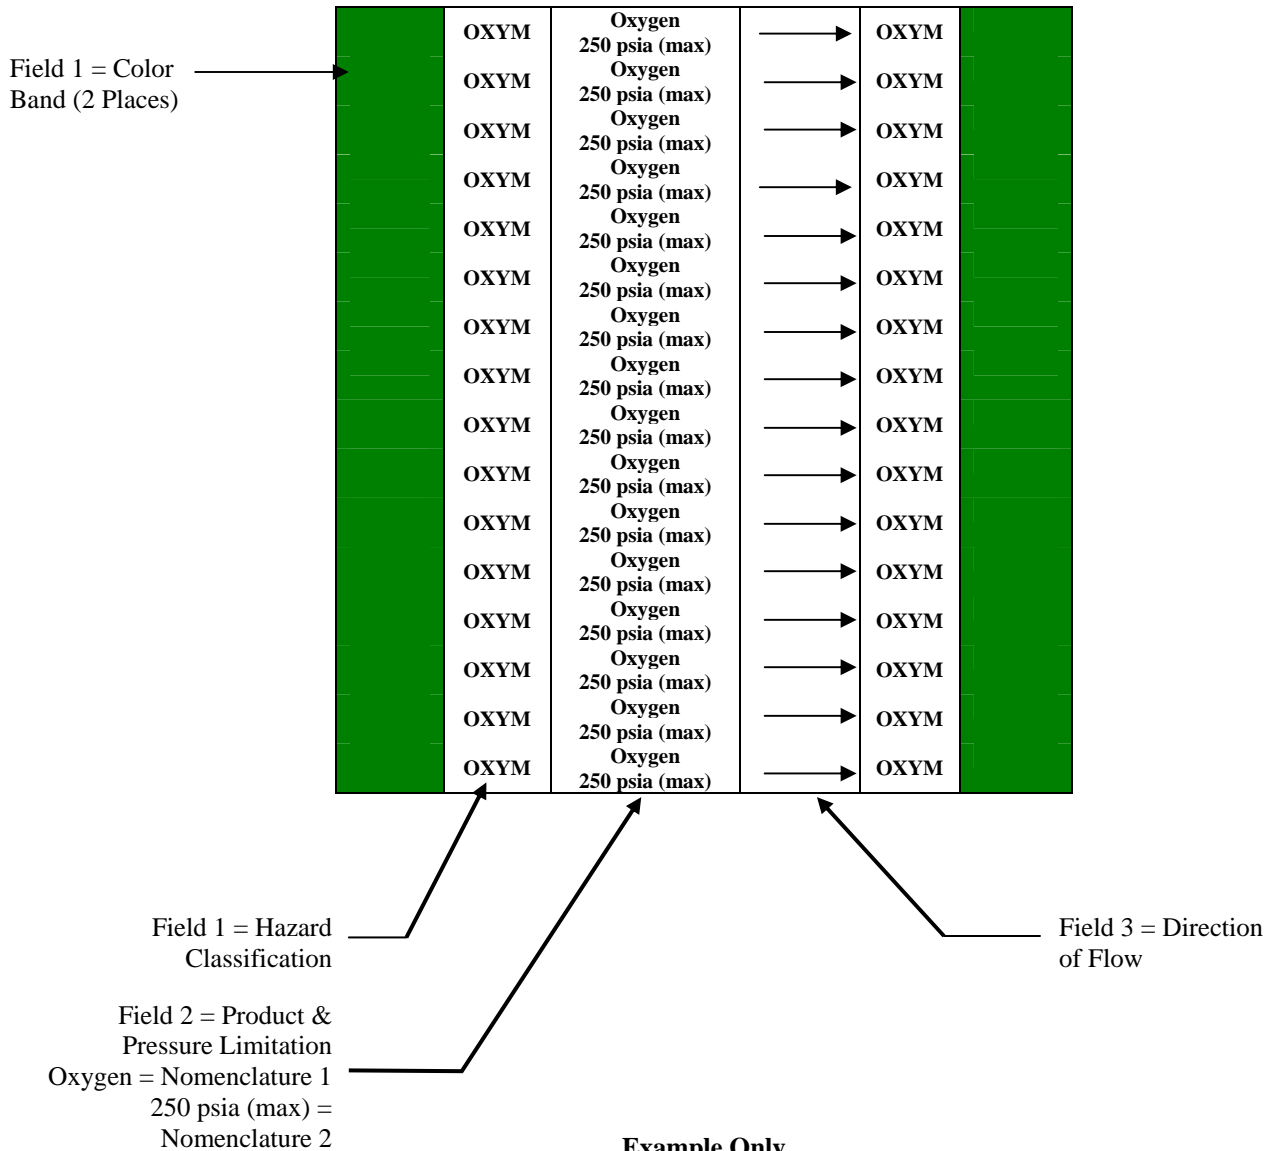 OXYM Oxygen OXYM
250 psia (max)
OXYM Oxygen OXYM
250 psia (max)
OXYM Oxygen OXYM
250 psia (max)
OXYM Oxygen OXYM
250 psia (max)
OXYM Oxygen OXYM
250 psia (max)
OXYM Oxygen OXYM
250 psia (max)
OXYM Oxygen OXYM
250 psia (max)
OXYM Oxygen OXYM
250 psia (max)
OXYM Oxygen OXYM
250 psia (max)
OXYM Oxygen OXYM
250 psia (max)
OXYM Oxygen OXYM
250 psia (max)
OXYM Oxygen OXYM
250 psia (max)
OXYM Oxygen OXYM
250 psia (max)
OXYM Oxygen OXYM
250 psia (max)
OXYM Oxygen OXYM
250 psia (max)
OXYM Oxygen OXYM
250 psia (max)
Field 1 = Color
Band (2 Places)
Field 1 = Hazard
Classification
Field 3 = Direction
of Flow
Field 2 = Product &
Pressure Limitation
Oxygen = Nomenclature 1
250 psia (max) =
Nomenclature 2
Example Only